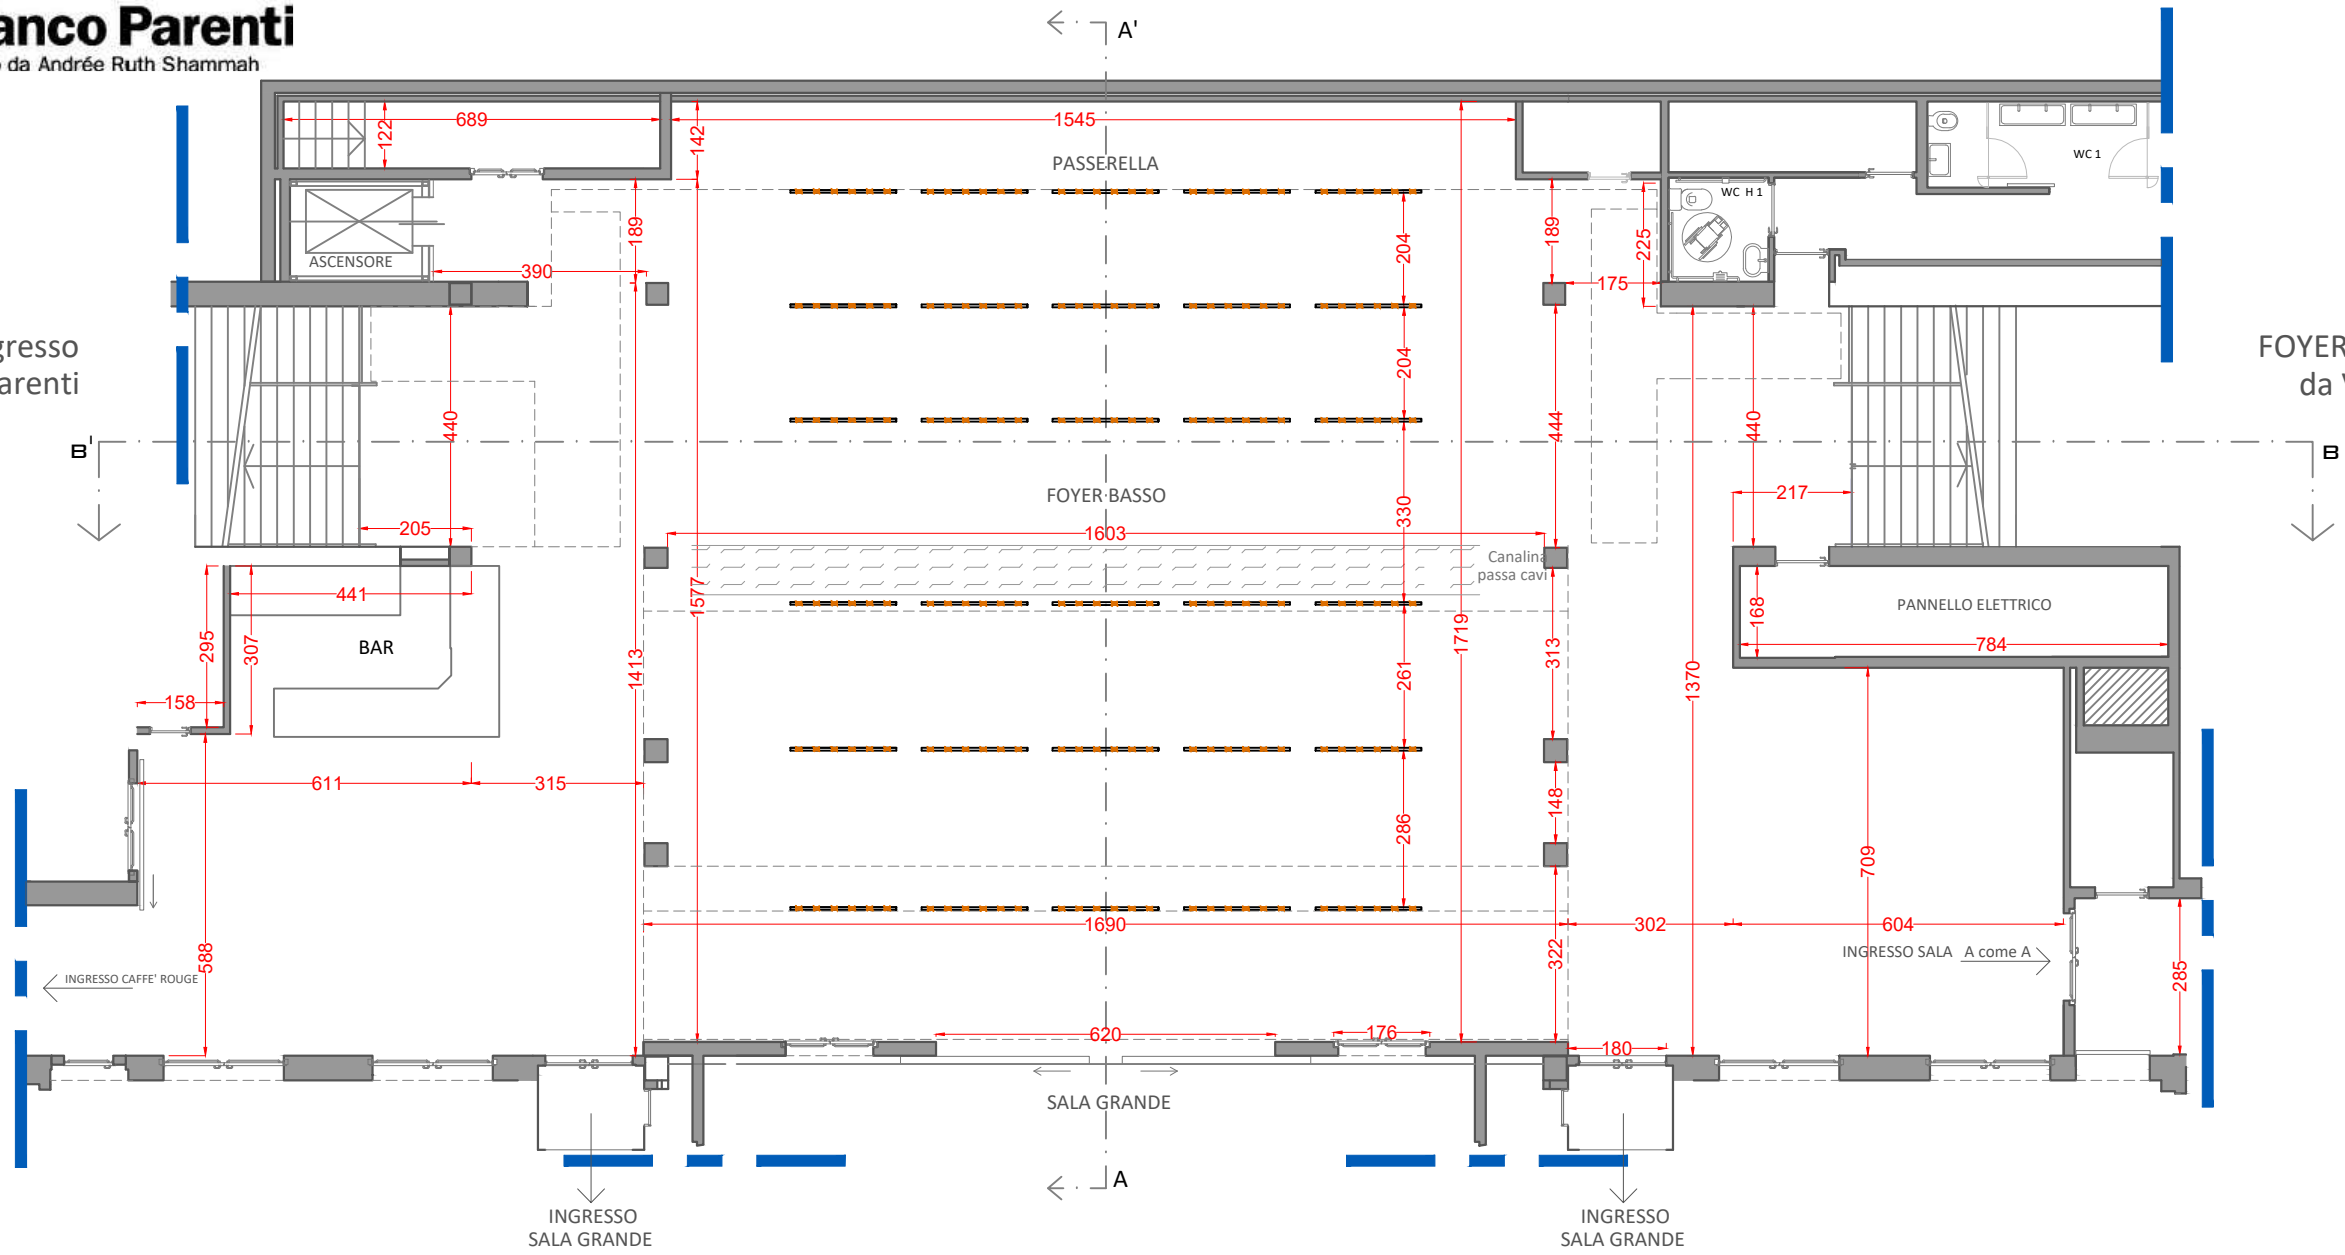 anco Parenti
da Andrée Ruth Shammah
A'
689
122
142
1545
PASSERELLA
WC 1
WC H 1
ASCENSORE
189
390
204
189
225
175
gresso
Parenti
FOYER
da V
204
440
444
440
B'
B
FOYER BASSO
330
217
205
1603
Canalina
passa cavi
441
1577
PANNELLO ELETTRICO
168
295
307
BAR
1413
1719
313
261
784
1370
158
611
315
148
286
709
1690
302
604
588
322
INGRESSO SALA A come A
INGRESSO CAFFE' ROUGE
285
620
176
180
SALA GRANDE
A
INGRESSO
SALA GRANDE
INGRESSO
SALA GRANDE